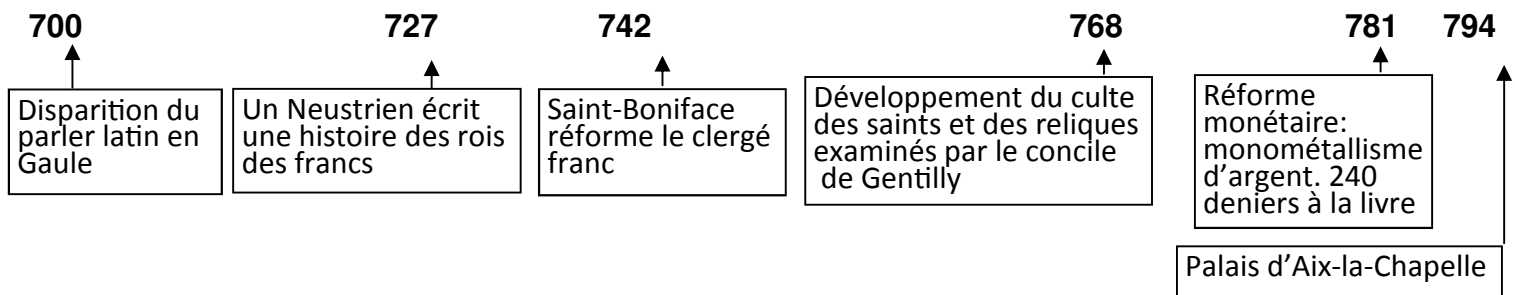 700 727 742 768 781 794
Disparition du
parler latin en
Gaule
Un Neustrien écrit
une histoire des rois
des francs
Saint-Boniface
réforme le clergé
franc
Développement du culte
des saints et des reliques
examinés par le concile
de Gentilly
Réforme
monétaire:
monométallisme
d’argent. 240
deniers à la livre
Palais d’Aix-la-Chapelle